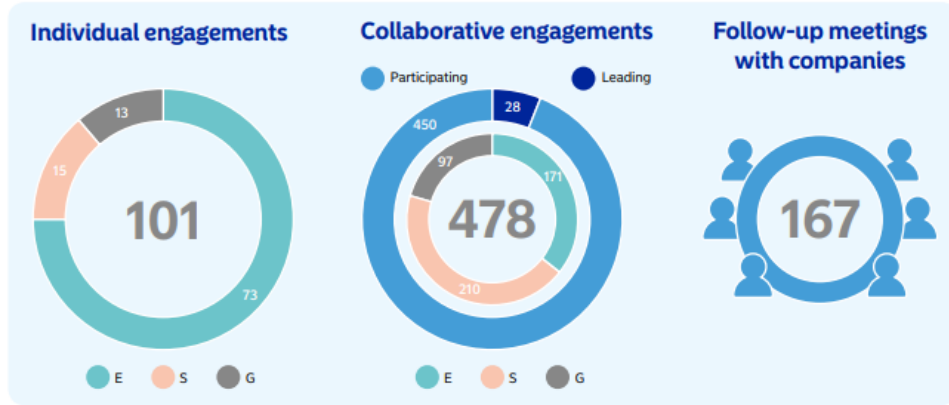 Individual engagements
13
15
101
73
E S G
Collaborative engagements
Participating Leading
28
450
97
171
478
210
E S G
Follow-up meetings
with companies
167